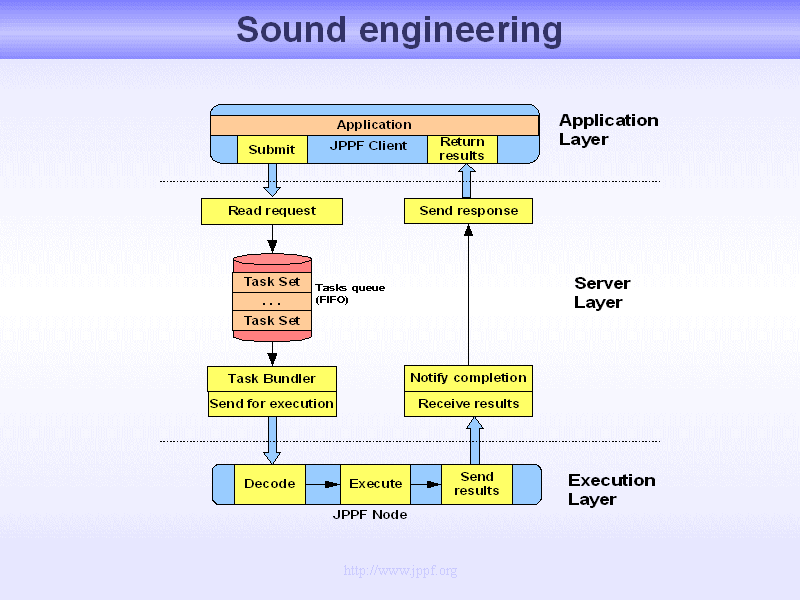 Sound engineering
Application
Submit
JPPF Client
Return
results
Application
Layer
Read request
Send response
Task Set
. . .
Task Set
Tasks queue
(FIFO)
Server
Layer
Task Bundler
Send for execution
Notify completion
Receive results
Decode
Execute
Send
results
JPPF Node
Execution
Layer
http://www.jppf.org